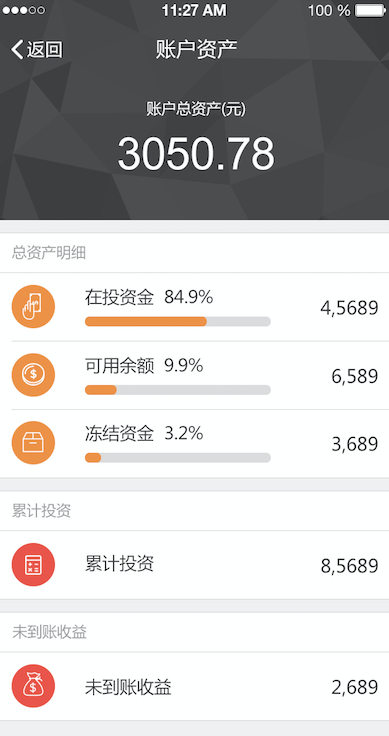 11:27 AM 100 %
返回 账户资产
账户总资产(元)
3050.78
总资产明细
在投资金 84.9%
4,5689
可用余额 9.9%
6,589
冻结资金 3.2%
3,689
累计投资
累计投资 8,5689
未到账收益
未到账收益 2,689